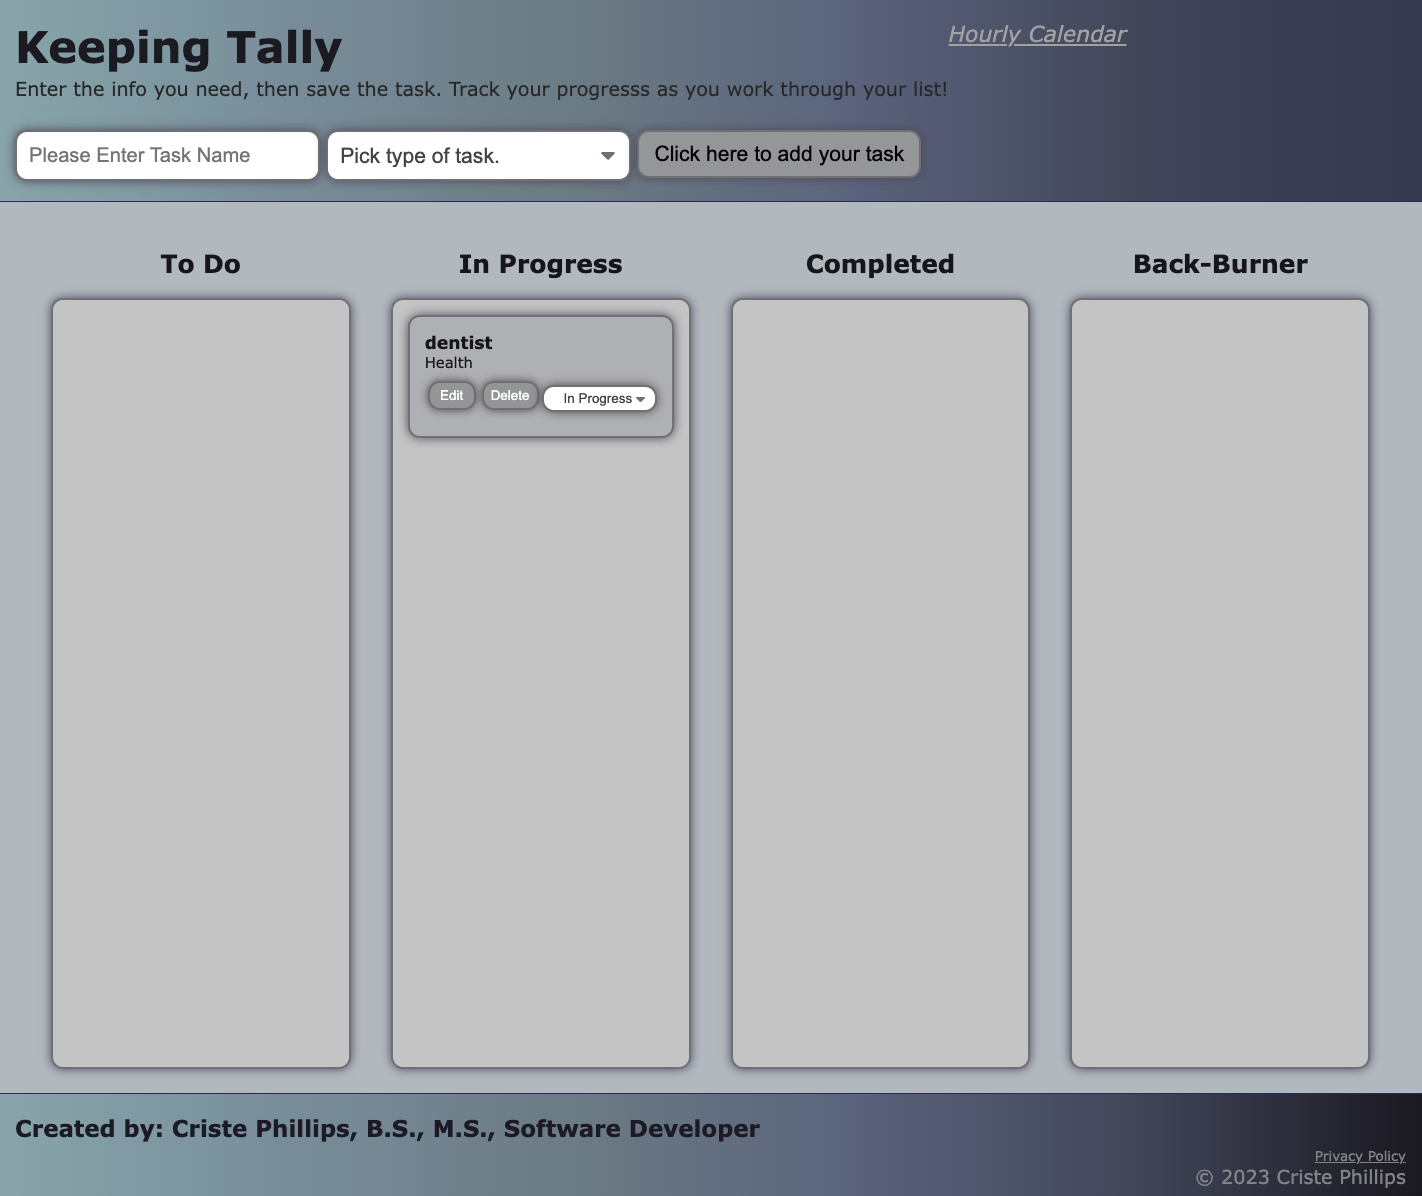 Keeping Tally
Hourly Calendar
Enter the info you need, then save the task. Track your progresss as you work through your list!
Please Enter Task Name
Pick type of task.
Click here to add your task
To Do
In Progress
Completed
Back-Burner
dentist
Health
Edit
Delete
In Progress
Created by: Criste Phillips, B.S., M.S., Software Developer
Privacy Policy
© 2023 Criste Phillips